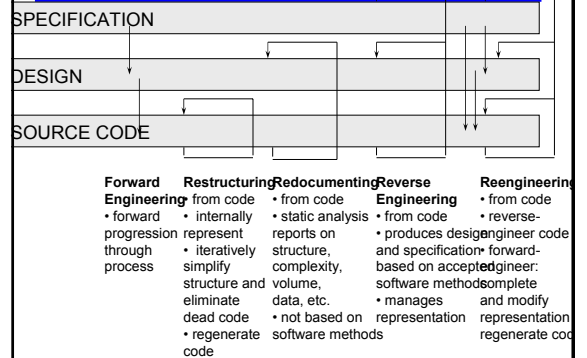 SPECIFICATION
DESIGN
SOURCE CODE
Forward
Engineering
• forward
progression
through
process
Restructuring
• from code
• internally
represent
• iteratively
simplify
structure and
eliminate
dead code
• regenerate
code
Redocumenting
• from code
• static analysis
reports on
structure,
complexity,
volume,
data, etc.
• not based on
software methods
Reverse
Engineering
• from code
• produces design
and specification
based on accepted
software methods
• manages
representation
Reengineering
• from code
• reverse-
engineer code
• forward-
engineer:
complete
and modify
representation
regenerate